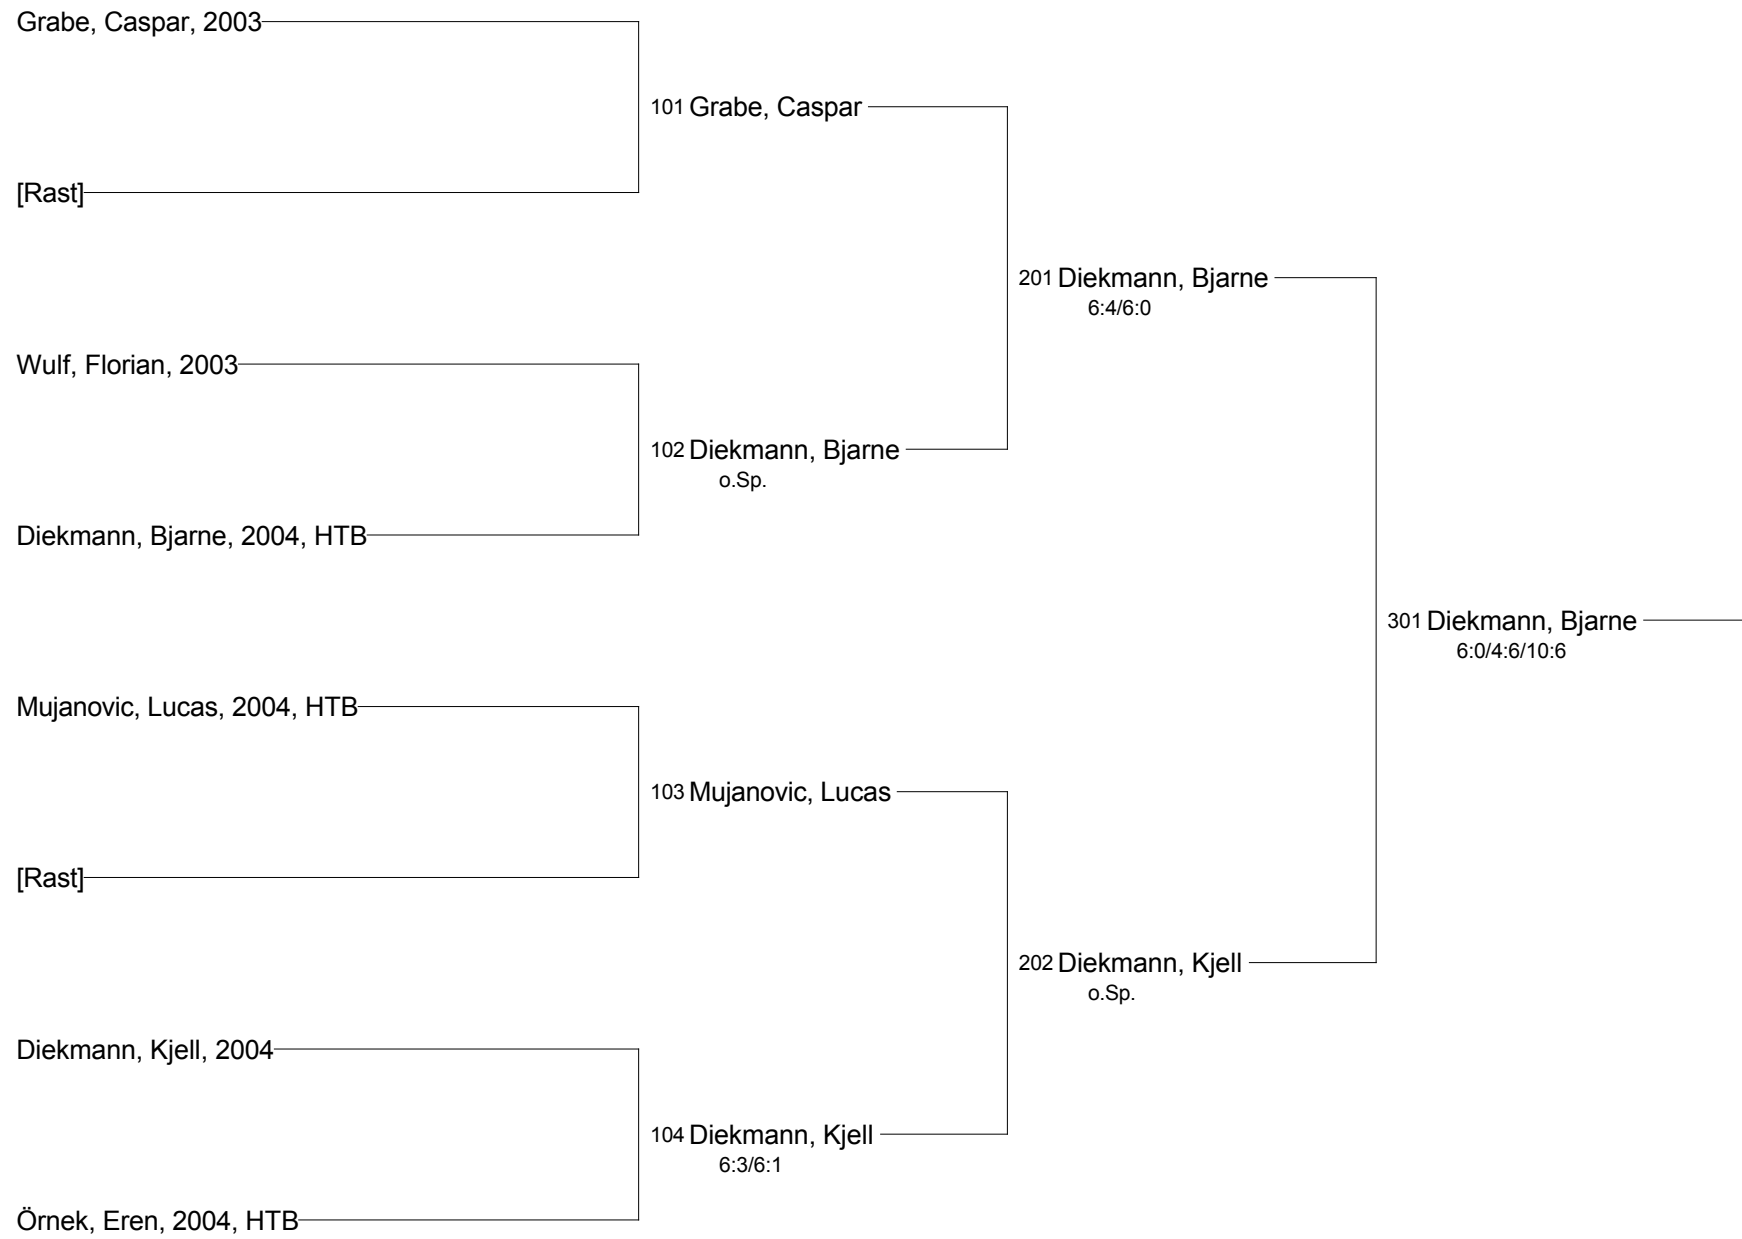 Grabe, Caspar, 2003
101 Grabe, Caspar
[Rast]
201 Diekmann, Bjarne
6:4/6:0
Wulf, Florian, 2003
102 Diekmann, Bjarne
o.Sp.
Diekmann, Bjarne, 2004, HTB
301 Diekmann, Bjarne
6:0/4:6/10:6
Mujanovic, Lucas, 2004, HTB
103 Mujanovic, Lucas
[Rast]
202 Diekmann, Kjell
o.Sp.
Diekmann, Kjell, 2004
104 Diekmann, Kjell
6:3/6:1
Örnek, Eren, 2004, HTB